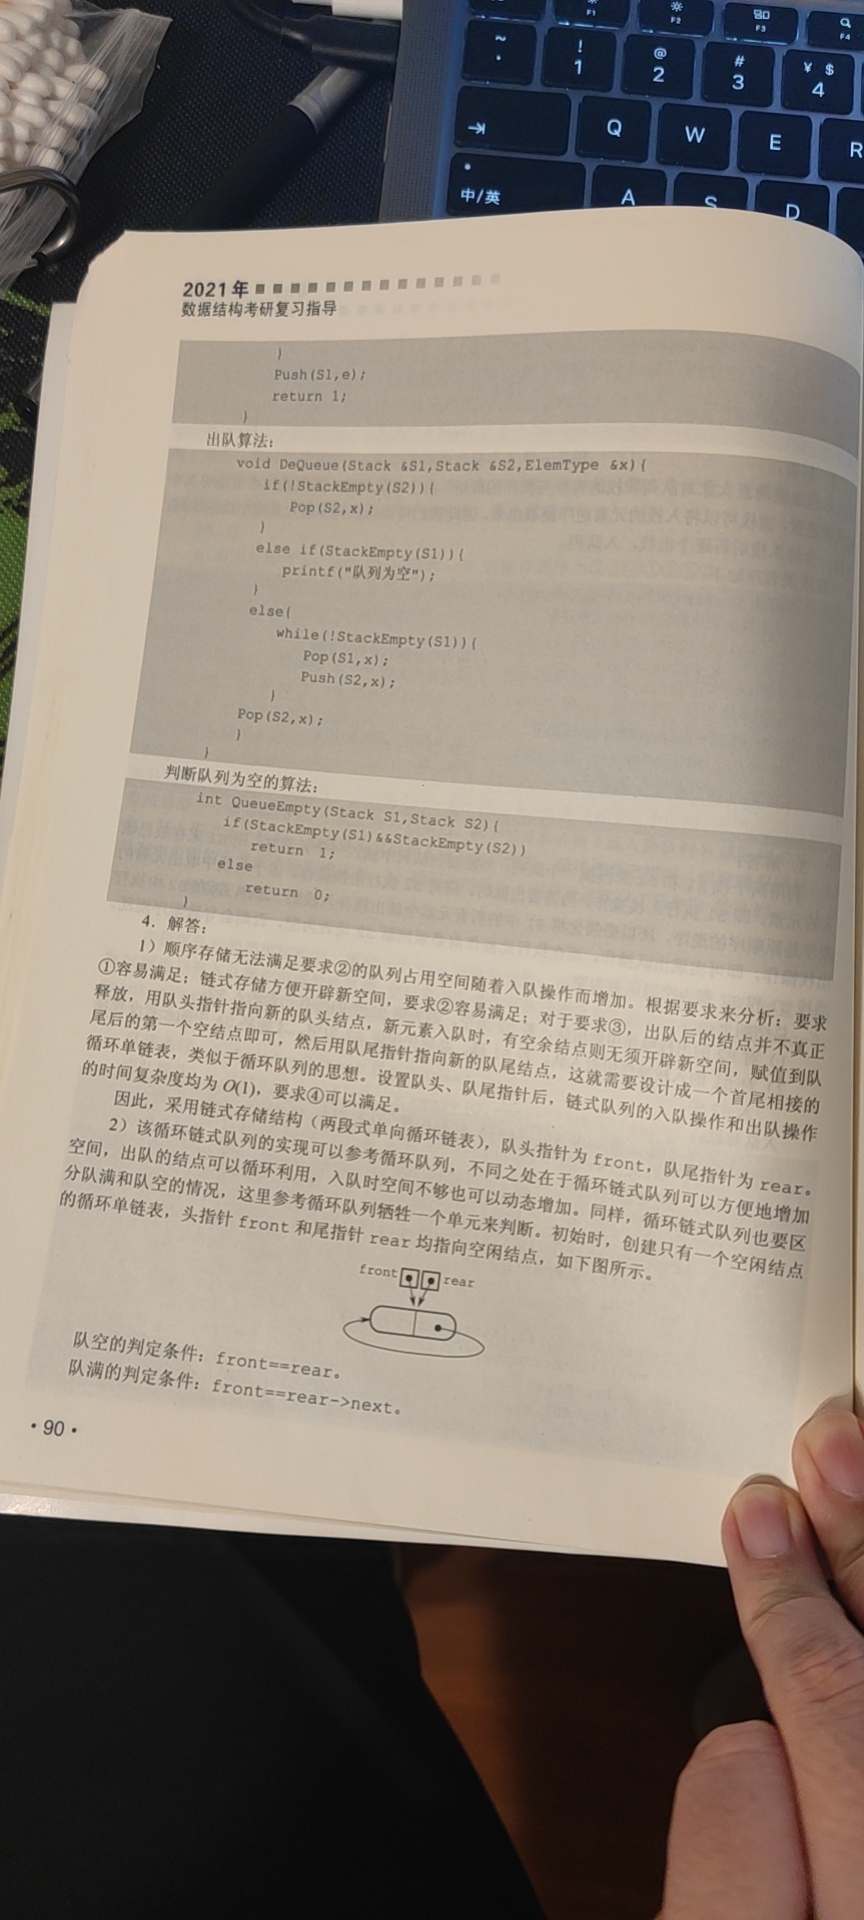 F1
F2
F3
F4
~
!
1
@
2
#
3
¥ $
4
Q
W
E
R
中/英
A
S
D
2021年
数据结构考研复习指导
}
Push(S1,e);
return 1;
}
出队算法:
void DeQueue(Stack &S1,Stack &S2,ElemType &x){
if(!StackEmpty(S2)){
Pop(S2,x);
}
else if(StackEmpty(S1)){
printf("队列为空");
}
else{
while(!StackEmpty(S1)){
Pop(S1,x);
Push(S2,x);
}
Pop(S2,x);
}
}
判断队列为空的算法:
int QueueEmpty(Stack S1,Stack S2){
if(StackEmpty(S1)&&StackEmpty(S2))
return 1;
else
return 0;
}
4. 解答:
1)顺序存储无法满足要求②的队列占用空间随着入队操作而增加。根据要求来分析:要求
①容易满足;链式存储方便开辟新空间,要求②容易满足;对于要求③,出队后的结点并不真正
释放,用队头指针指向新的队头结点,新元素入队时,有空余结点则无须开辟新空间,赋值到队
尾后的第一个空结点即可,然后用队尾指针指向新的队尾结点,这就需要设计成一个首尾相接的
循环单链表,类似于循环队列的思想。设置队头、队尾指针后,链式队列的入队操作和出队操作
的时间复杂度均为 O(1),要求④可以满足。
因此,采用链式存储结构(两段式单向循环链表),队头指针为 front,队尾指针为 rear。
2)该循环链式队列的实现可以参考循环队列,不同之处在于循环链式队列可以方便地增加
空间,出队的结点可以循环利用,入队时空间不够也可以动态增加。同样,循环链式队列也要区
分队满和队空的情况,这里参考循环队列牺牲一个单元来判断。初始时,创建只有一个空闲结点
的循环单链表,头指针 front 和尾指针 rear 均指向空闲结点,如下图所示。
front rear
队空的判定条件:front==rear。
队满的判定条件:front==rear->next。
·90·